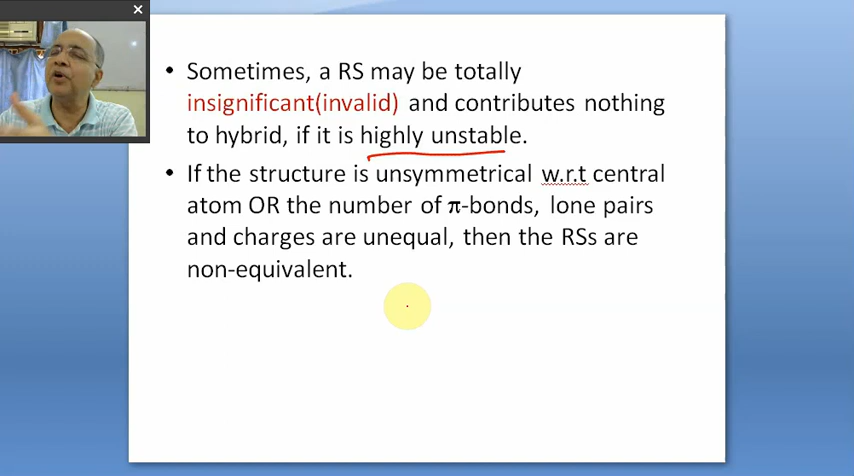 • Sometimes, a RS may be totally
insignificant(invalid) and contributes nothing
to hybrid, if it is highly unstable.
• If the structure is unsymmetrical w.r.t central
atom OR the number of π-bonds, lone pairs
and charges are unequal, then the RSs are
non-equivalent.